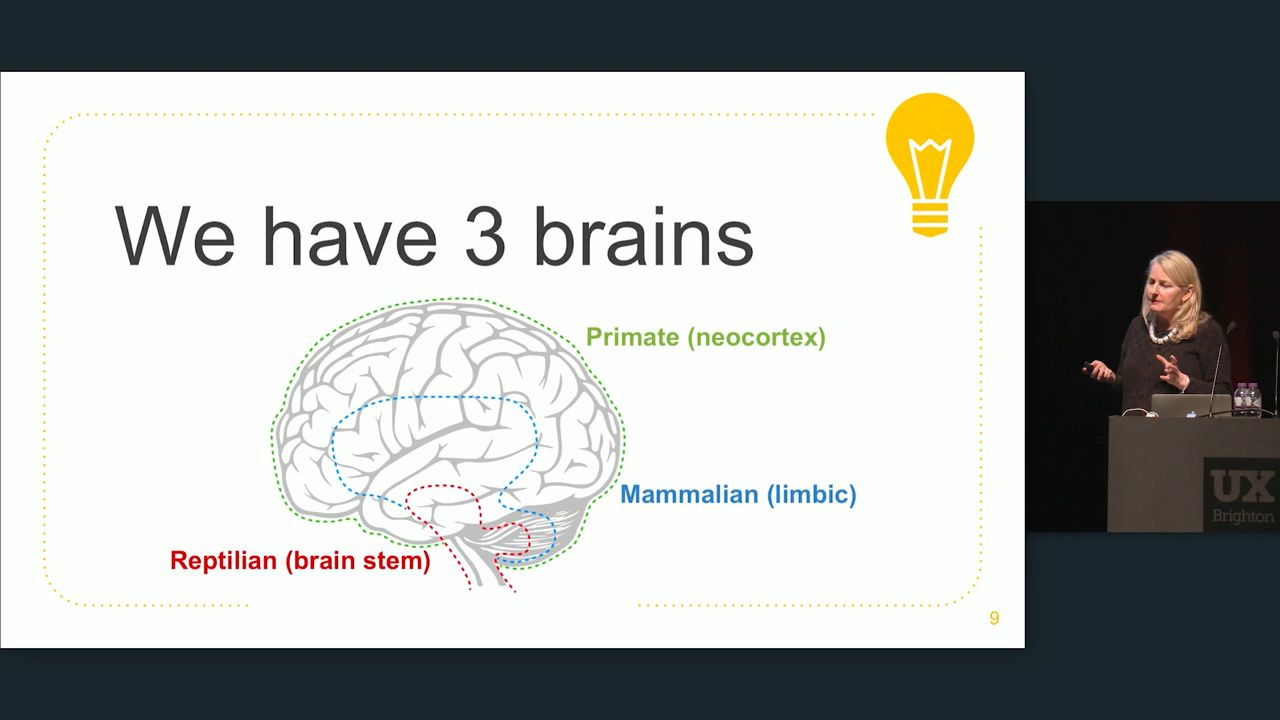 We have 3 brains
Primate (neocortex)
Mammalian (limbic)
Reptilian (brain stem)
9
UX
Brighton